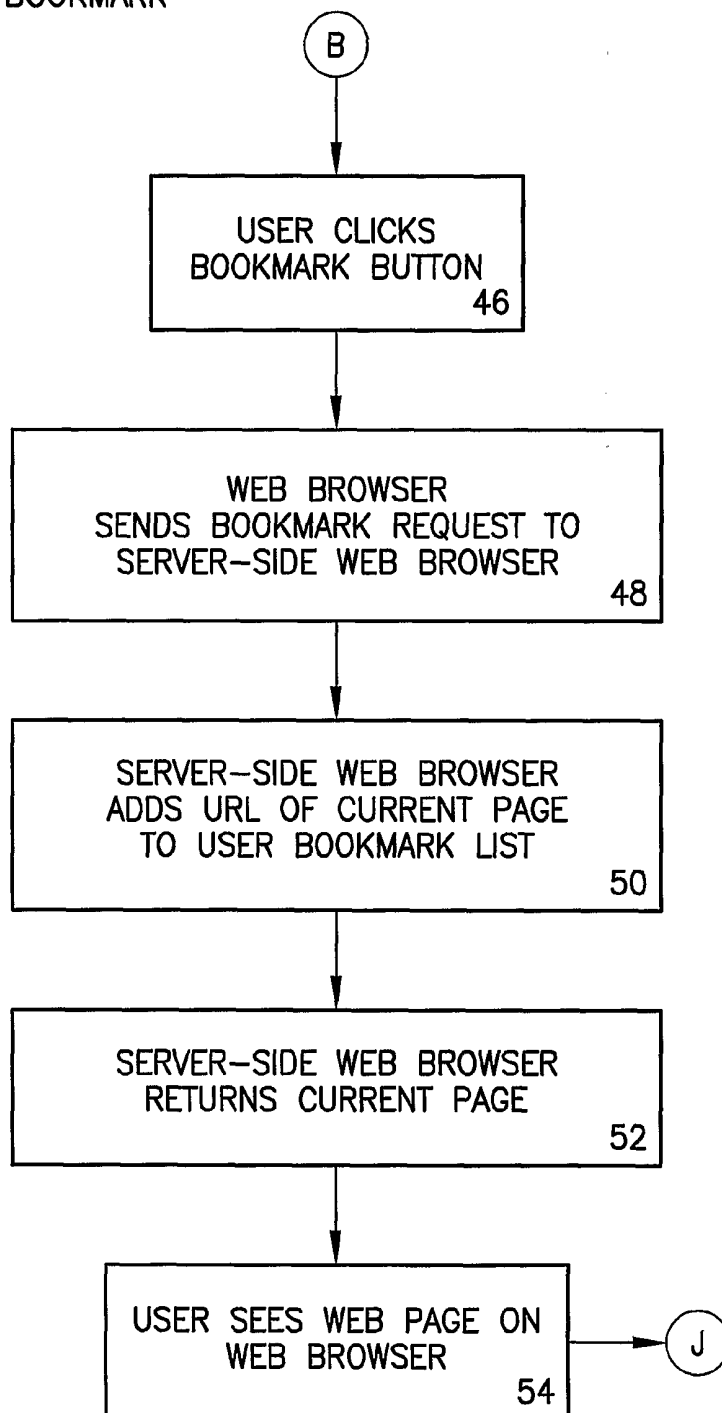 BOOKMARK
B
USER CLICKS
BOOKMARK BUTTON
46
WEB BROWSER
SENDS BOOKMARK REQUEST TO
SERVER-SIDE WEB BROWSER
48
SERVER-SIDE WEB BROWSER
ADDS URL OF CURRENT PAGE
TO USER BOOKMARK LIST
50
SERVER-SIDE WEB BROWSER
RETURNS CURRENT PAGE
52
USER SEES WEB PAGE ON
WEB BROWSER
54
J